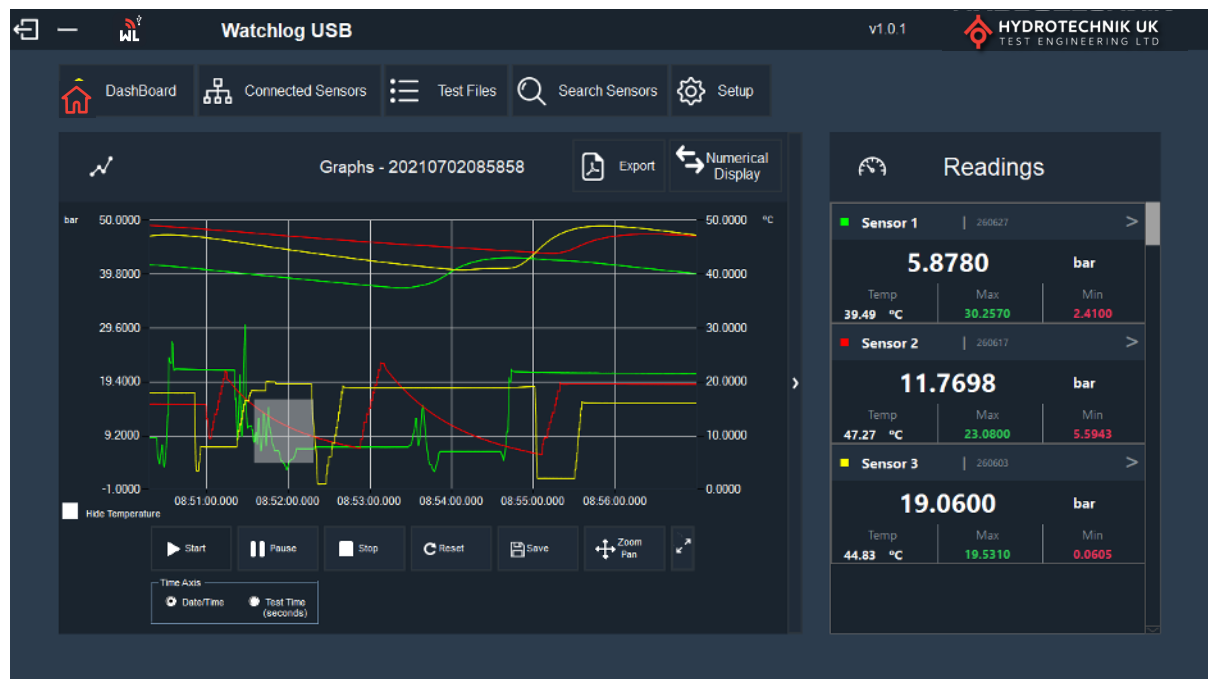 WL
Watchlog USB
v1.0.1
HYDROTECHNIK UK
TEST ENGINEERING LTD
DashBoard
Connected Sensors
Test Files
Search Sensors
Setup
Graphs - 20210702085858
Export
Numerical
Display
bar
50.0000
39.8000
29.6000
19.4000
9.2000
-1.0000
50.0000 ºC
40.0000
30.0000
20.0000
10.0000
0.0000
08:51:00.000 08:52:00.000 08:53:00.000 08:54:00.000 08:55:00.000 08:56:00.000
Hide Temperature
Start
Pause
Stop
Reset
Save
Zoom
Pan
Time Axis
Date/Time
Test Time
(seconds)
Readings
Sensor 1 | 260627 >
5.8780 bar
Temp Max Min
39.49 ºC 30.2570 2.4100
Sensor 2 | 260617 >
11.7698 bar
Temp Max Min
47.27 ºC 23.0800 5.5943
Sensor 3 | 260603 >
19.0600 bar
Temp Max Min
44.83 ºC 19.5310 0.0605